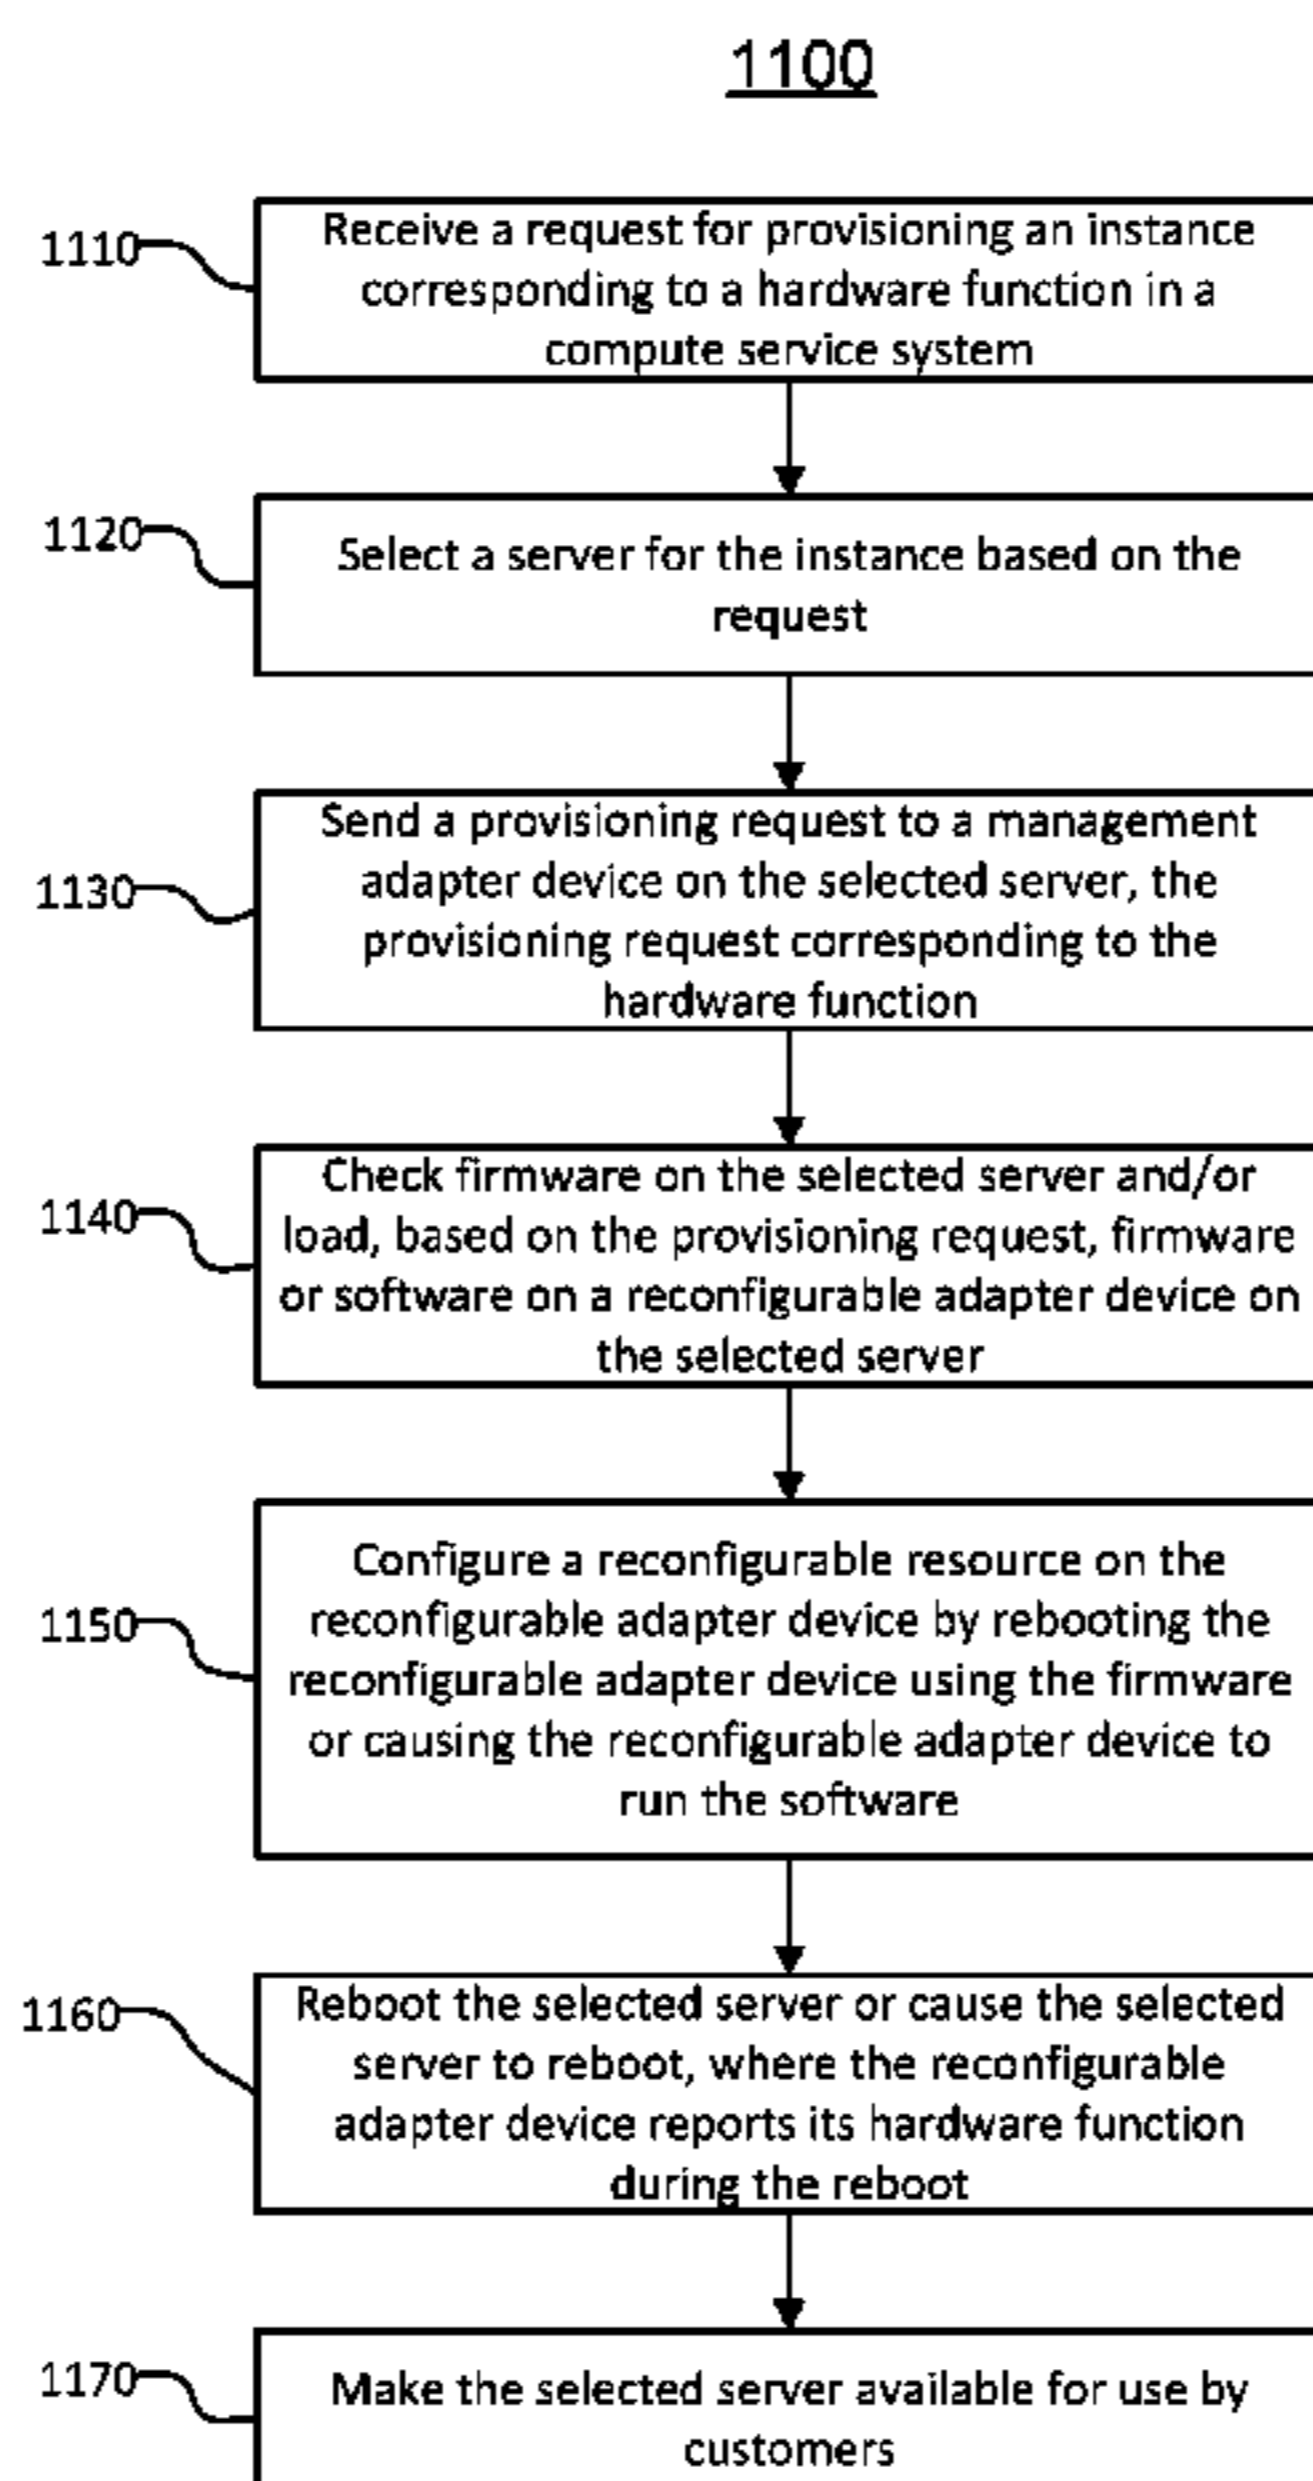 1100
1110
Receive a request for provisioning an instance
corresponding to a hardware function in a
compute service system
1120
Select a server for the instance based on the
request
1130
Send a provisioning request to a management
adapter device on the selected server, the
provisioning request corresponding to the
hardware function
1140
Check firmware on the selected server and/or
load, based on the provisioning request, firmware
or software on a reconfigurable adapter device on
the selected server
1150
Configure a reconfigurable resource on the
reconfigurable adapter device by rebooting the
reconfigurable adapter device using the firmware
or causing the reconfigurable adapter device to
run the software
1160
Reboot the selected server or cause the selected
server to reboot, where the reconfigurable
adapter device reports its hardware function
during the reboot
1170
Make the selected server available for use by
customers